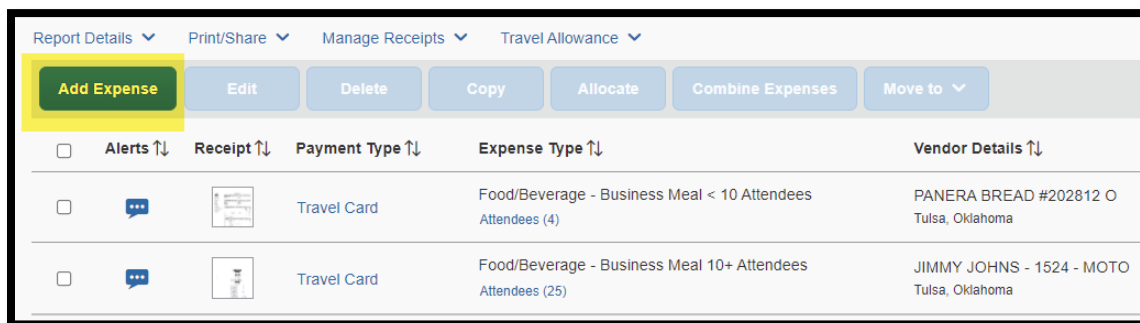 Report Details Print/Share Manage Receipts Travel Allowance
Add Expense Edit Delete Copy Allocate Combine Expenses Move to
Alerts Receipt Payment Type Expense Type Vendor Details
Food/Beverage - Business Meal < 10 Attendees PANERA BREAD #202812 O
Travel Card
Attendees (4) Tulsa, Oklahoma
Food/Beverage - Business Meal 10+ Attendees JIMMY JOHNS - 1524 - MOTO
Travel Card
Attendees (25) Tulsa, Oklahoma